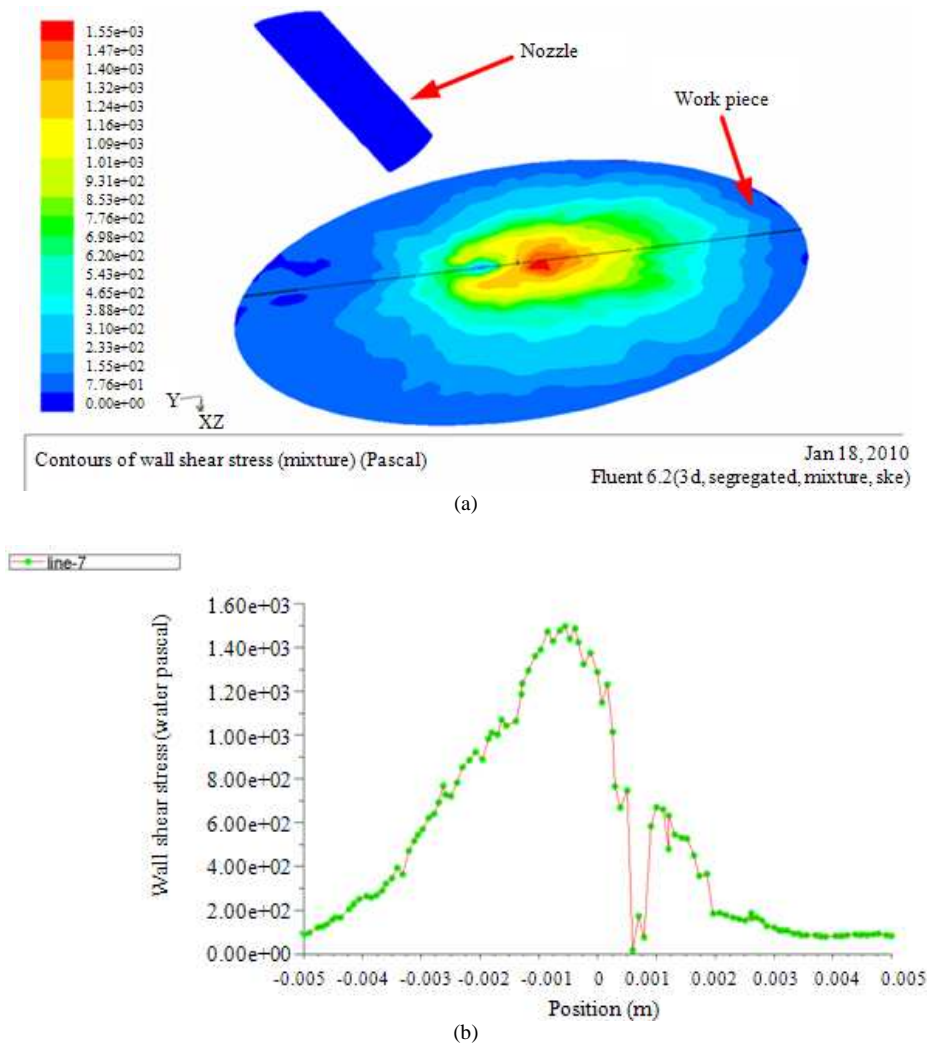 1.55e+03
1.47e+03
1.40e+03
1.32e+03
1.24e+03
1.16e+03
1.09e+03
1.01e+03
9.31e+02
8.53e+02
7.76e+02
6.98e+02
6.20e+02
5.43e+02
4.65e+02
3.88e+02
3.10e+02
2.33e+02
1.55e+02
7.76e+01
0.00e+00
Nozzle
Work piece
Y
XZ
Contours of wall shear stress (mixture) (Pascal)
Jan 18, 2010
Fluent 6.2(3d, segregated, mixture, ske)
(a)
line-7
Wall shear stress (water pascal)
1.60e+03
1.40e+03
1.20e+03
1.00e+03
8.00e+02
6.00e+02
4.00e+02
2.00e+02
0.00e+00
-0.005 -0.004 -0.003 -0.002 -0.001 0 0.001 0.002 0.003 0.004 0.005
Position (m)
(b)